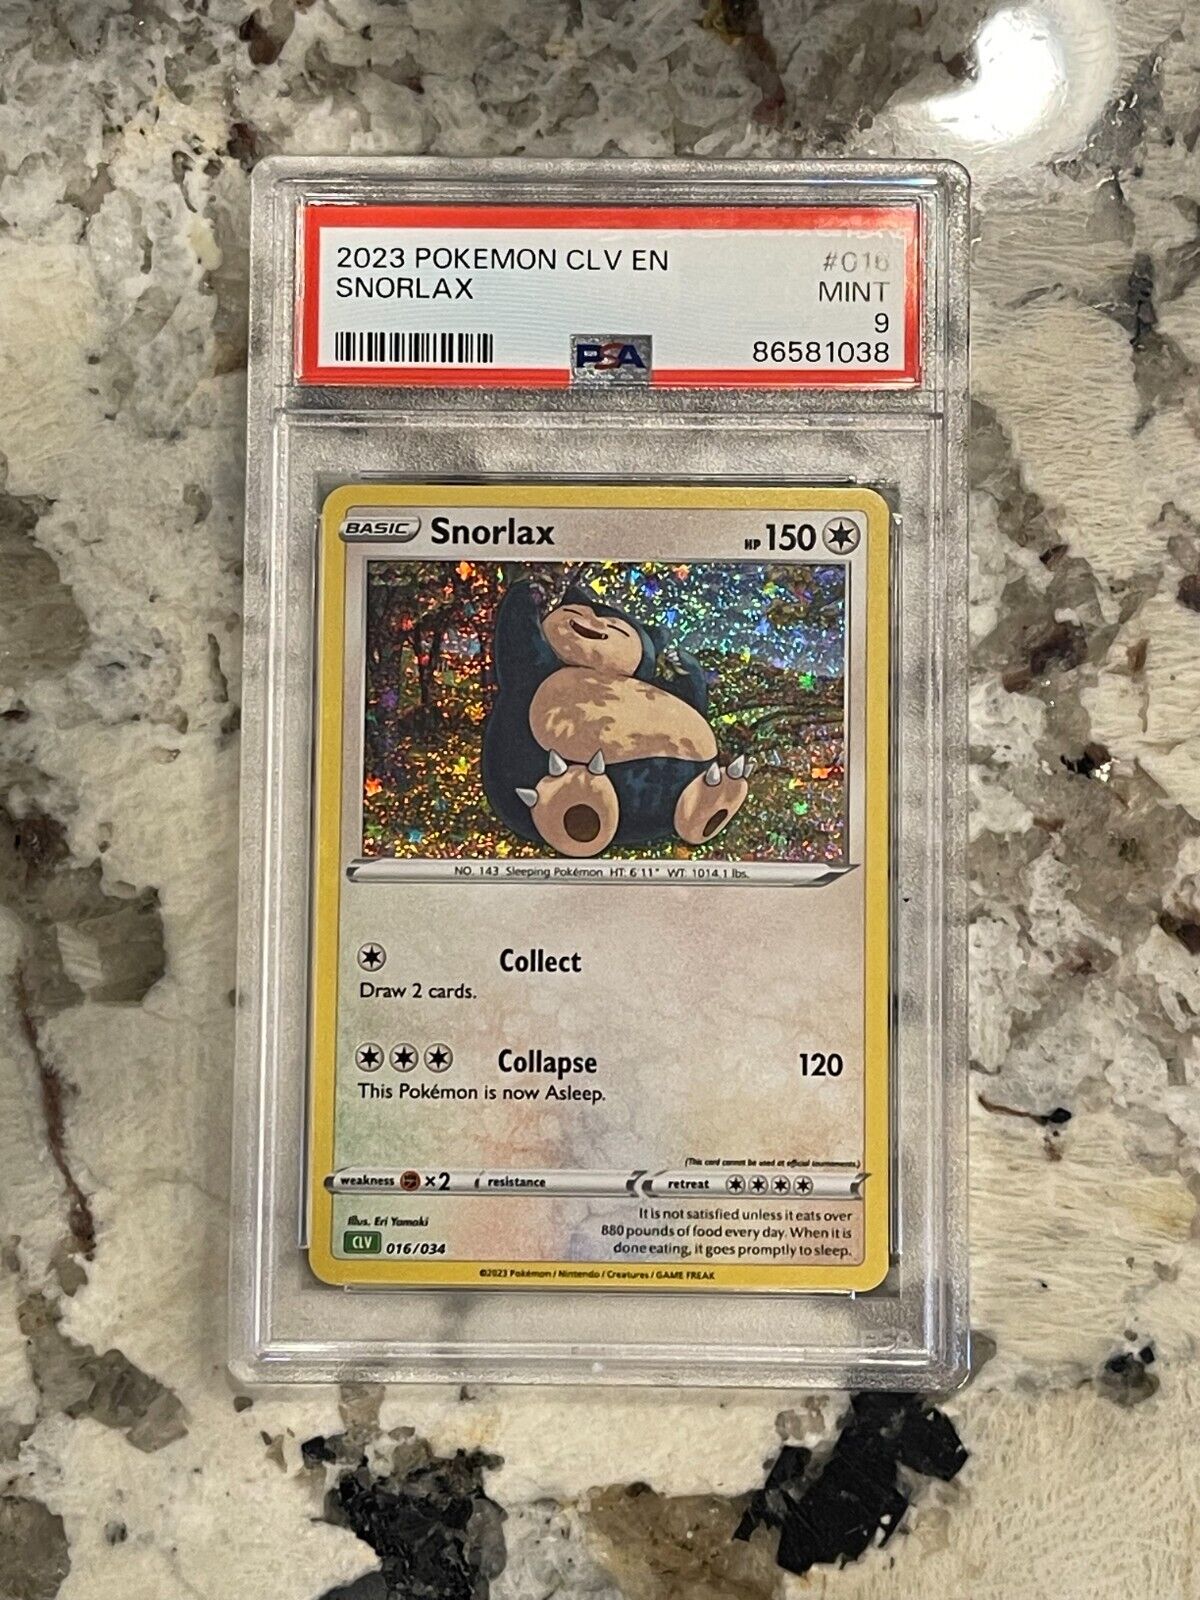 2023 POKEMON CLV EN #016
SNORLAX MINT
9
PSA 86581038
BASIC Snorlax HP 150
NO. 143 Sleeping Pokémon HT: 6'11" WT: 1014.1 lbs.
Collect
Draw 2 cards.
Collapse 120
This Pokémon is now Asleep.
(This card cannot be used at official tournaments.)
weakness ×2 resistance retreat
It is not satisfied unless it eats over
Illus. Eri Yamaki 880 pounds of food every day. When it is
CLV 016/034 done eating, it goes promptly to sleep.
©2023 Pokémon / Nintendo / Creatures / GAME FREAK